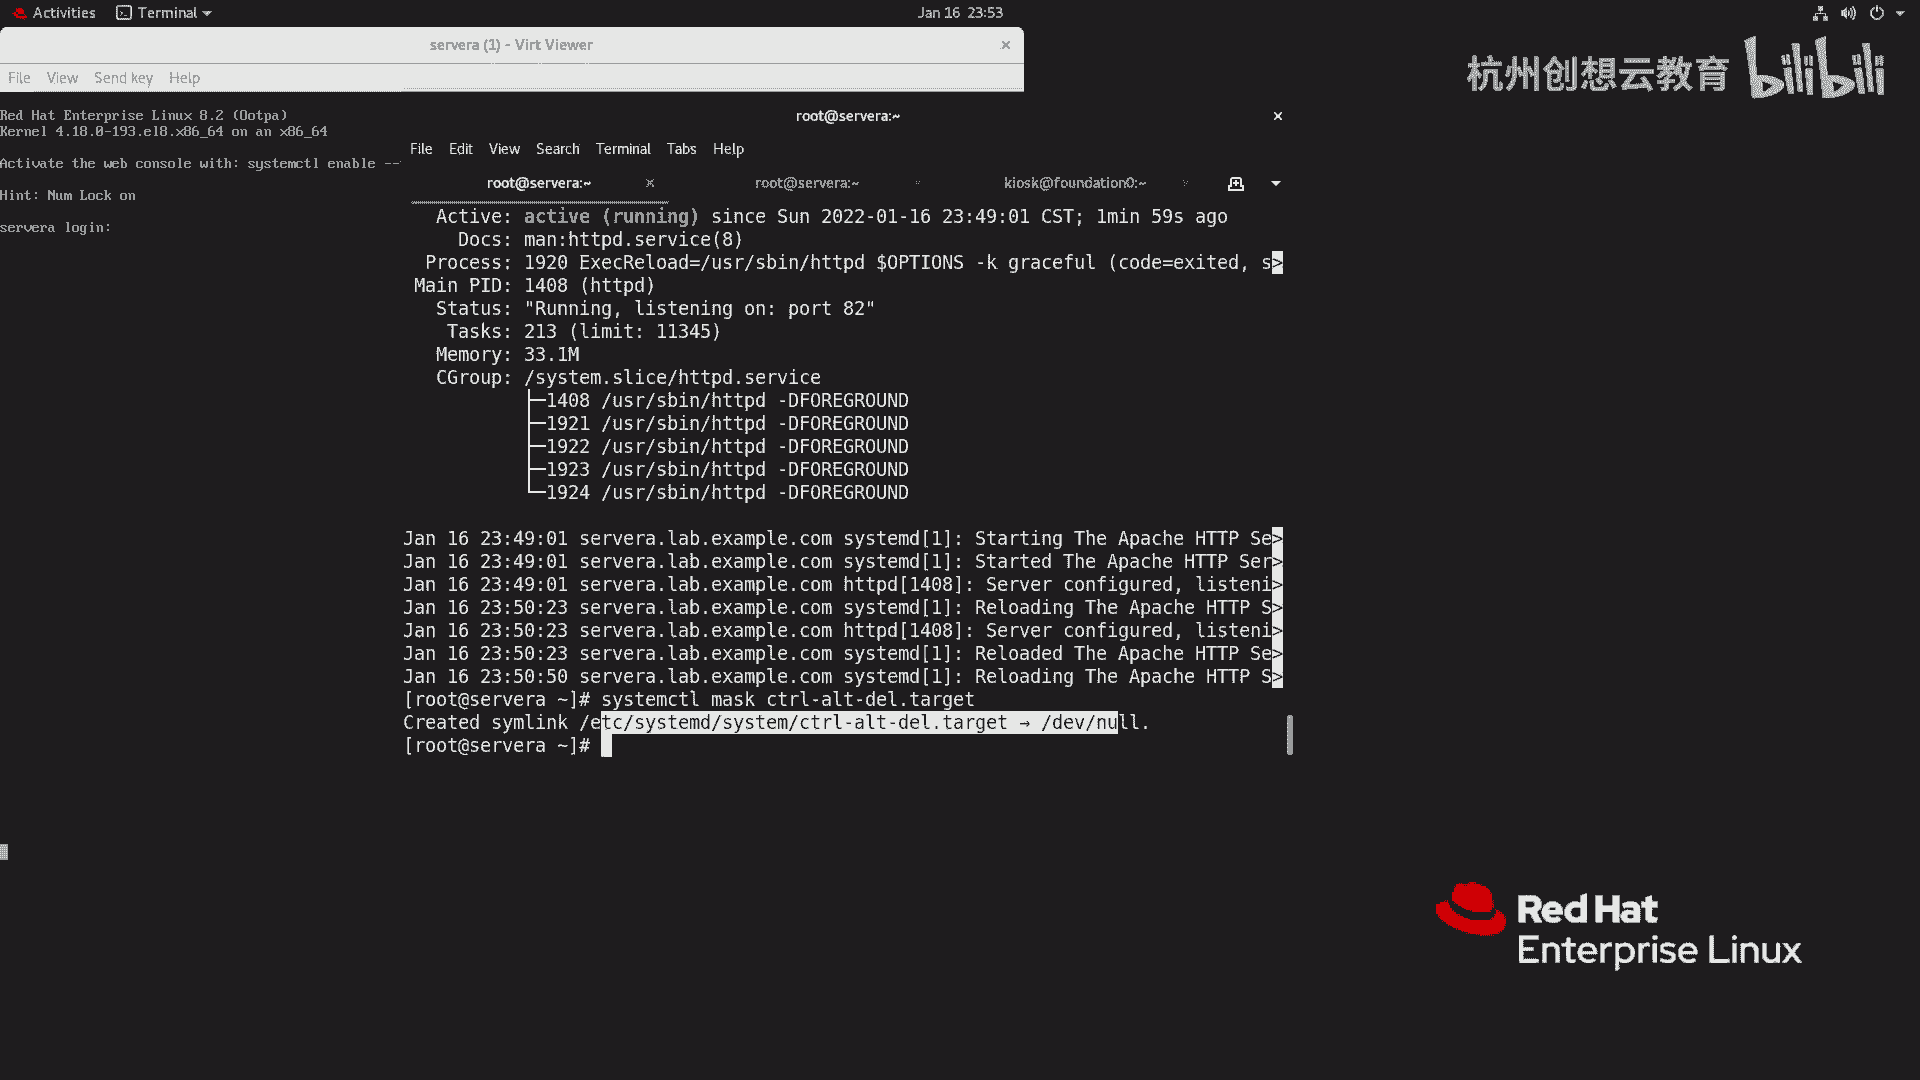 Activities Terminal Jan 16 23:53
servera (1) - Virt Viewer ×
File View Send key Help
杭州创想云教育 bilibili
Red Hat Enterprise Linux 8.2 (Ootpa)
Kernel 4.18.0-193.el8.x86_64 on an x86_64
Activate the web console with: systemctl enable --
Hint: Num Lock on
servera login:
root@servera:~ ×
File Edit View Search Terminal Tabs Help
root@servera:~ × root@servera:~ × kiosk@foundation0:~ ×
Active: active (running) since Sun 2022-01-16 23:49:01 CST; 1min 59s ago
Docs: man:httpd.service(8)
Process: 1920 ExecReload=/usr/sbin/httpd $OPTIONS -k graceful (code=exited, s>
Main PID: 1408 (httpd)
Status: "Running, listening on: port 82"
Tasks: 213 (limit: 11345)
Memory: 33.1M
CGroup: /system.slice/httpd.service
├─1408 /usr/sbin/httpd -DFOREGROUND
├─1921 /usr/sbin/httpd -DFOREGROUND
├─1922 /usr/sbin/httpd -DFOREGROUND
├─1923 /usr/sbin/httpd -DFOREGROUND
└─1924 /usr/sbin/httpd -DFOREGROUND
Jan 16 23:49:01 servera.lab.example.com systemd[1]: Starting The Apache HTTP Se>
Jan 16 23:49:01 servera.lab.example.com systemd[1]: Started The Apache HTTP Ser>
Jan 16 23:49:01 servera.lab.example.com httpd[1408]: Server configured, listeni>
Jan 16 23:50:23 servera.lab.example.com systemd[1]: Reloading The Apache HTTP S>
Jan 16 23:50:23 servera.lab.example.com httpd[1408]: Server configured, listeni>
Jan 16 23:50:23 servera.lab.example.com systemd[1]: Reloaded The Apache HTTP Se>
Jan 16 23:50:50 servera.lab.example.com systemd[1]: Reloading The Apache HTTP S>
[root@servera ~]# systemctl mask ctrl-alt-del.target
Created symlink /etc/systemd/system/ctrl-alt-del.target → /dev/null.
[root@servera ~]#
Red Hat
Enterprise Linux